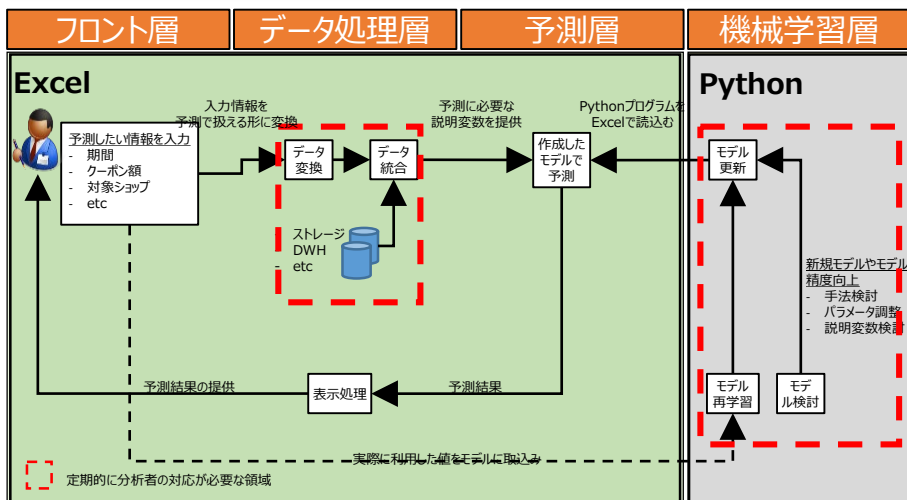 フロント層
データ処理層
予測層
機械学習層
Excel
Python
入力情報を
予測で扱える形に変換
予測に必要な
説明変数を提供
Pythonプログラムを
Excelで読込む
予測したい情報を入力
- 期間
- クーポン額
- 対象ショップ
- etc
データ
変換
データ
統合
作成した
モデルで
予測
モデル
更新
- ストレージ
- DWH
- etc
新規モデルやモデル
精度向上
- 手法検討
- パラメータ調整
- 説明変数検討
予測結果の提供
表示処理
予測結果
モデル
再学習
モデ
ル検討
実際に利用した値をモデルに取込み
定期的に分析者の対応が必要な領域